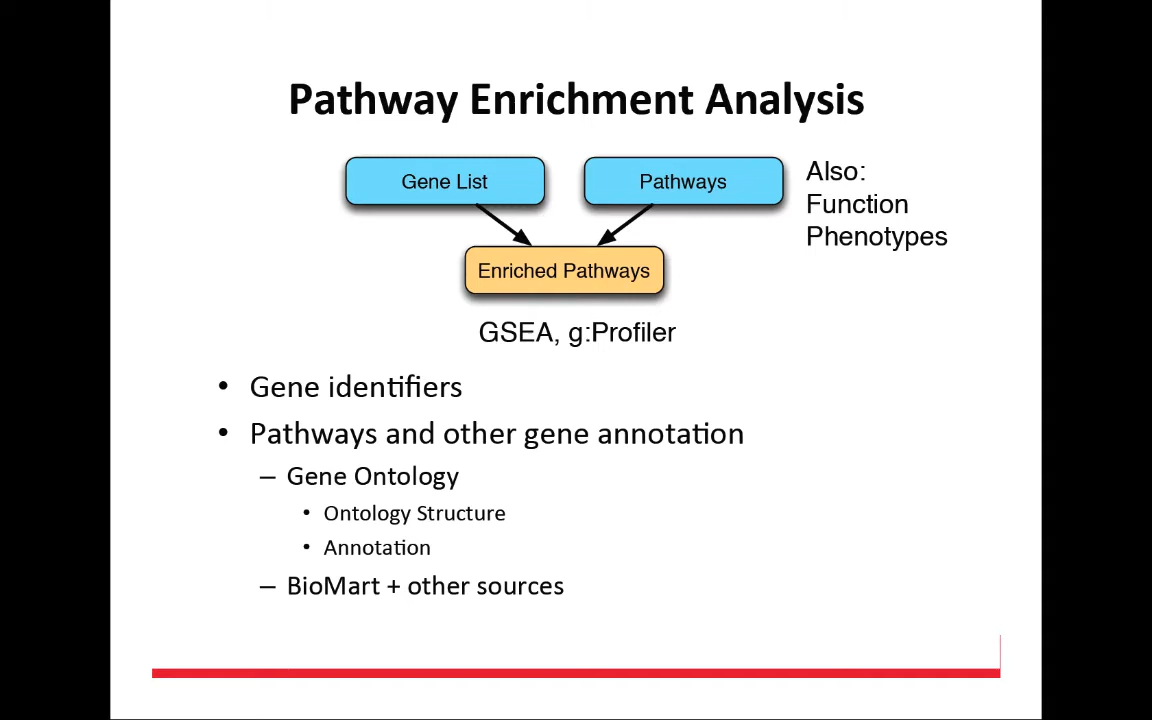 Pathway Enrichment Analysis
Gene List
Pathways
Also:
Function
Phenotypes
Enriched Pathways
GSEA, g:Profiler
• Gene identifiers
• Pathways and other gene annotation
– Gene Ontology
• Ontology Structure
• Annotation
– BioMart + other sources